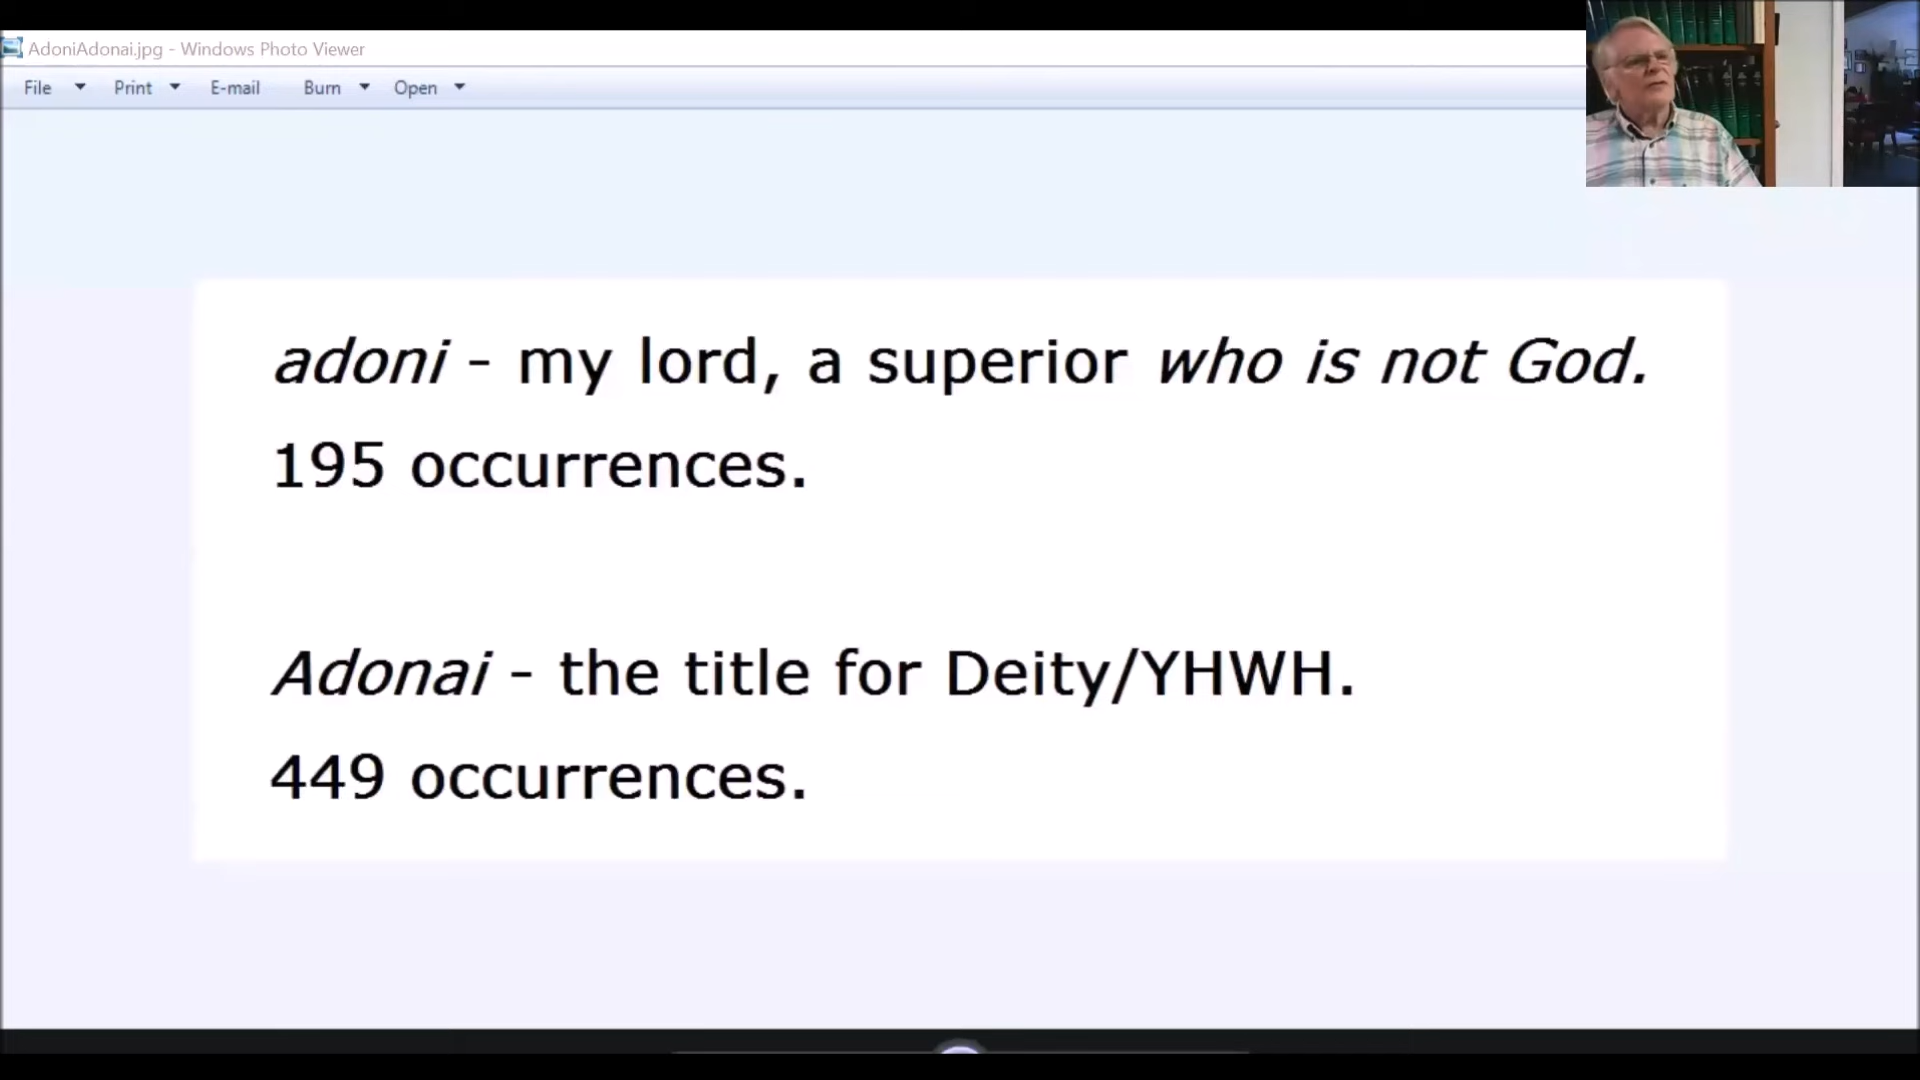 AdoniAdonai.jpg - Windows Photo Viewer
File Print E-mail Burn Open
adoni - my lord, a superior who is not God.
195 occurrences.
Adonai - the title for Deity/YHWH.
449 occurrences.